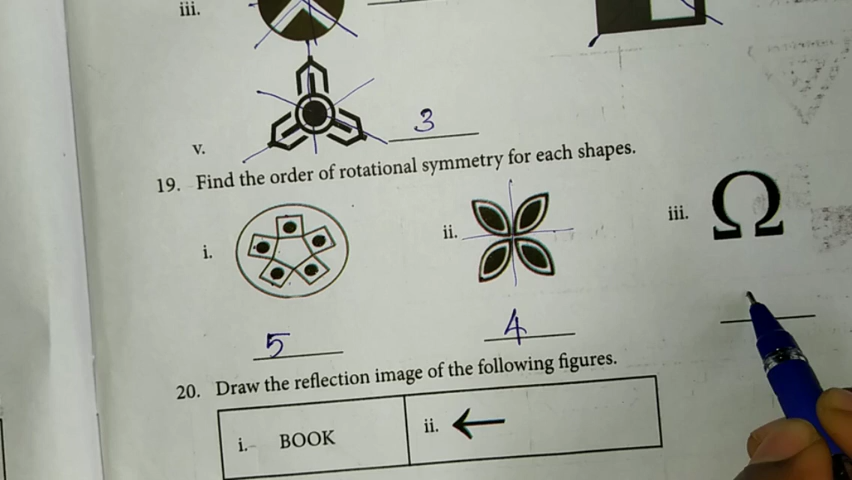 iii.
v. 3
19. Find the order of rotational symmetry for each shapes.
i. ii. iii. Ω
5 4
20. Draw the reflection image of the following figures.
i. BOOK ii. ←